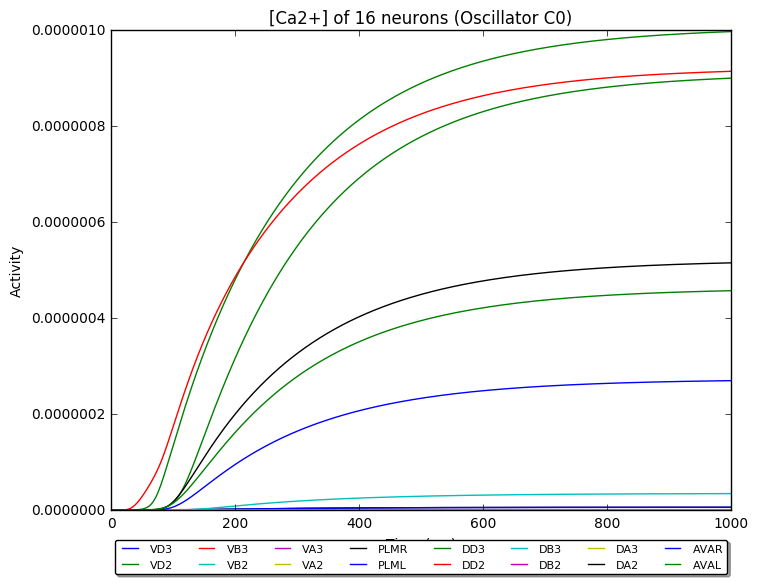 [Ca2+] of 16 neurons (Oscillator C0)
0.0000010
0.0000008
0.0000006
0.0000004
0.0000002
0.0000000
Activity
0 200 400 600 800 1000
VD3 VB3 VA3 PLMR DD3 DB3 DA3 AVAR
VD2 VB2 VA2 PLML DD2 DB2 DA2 AVAL